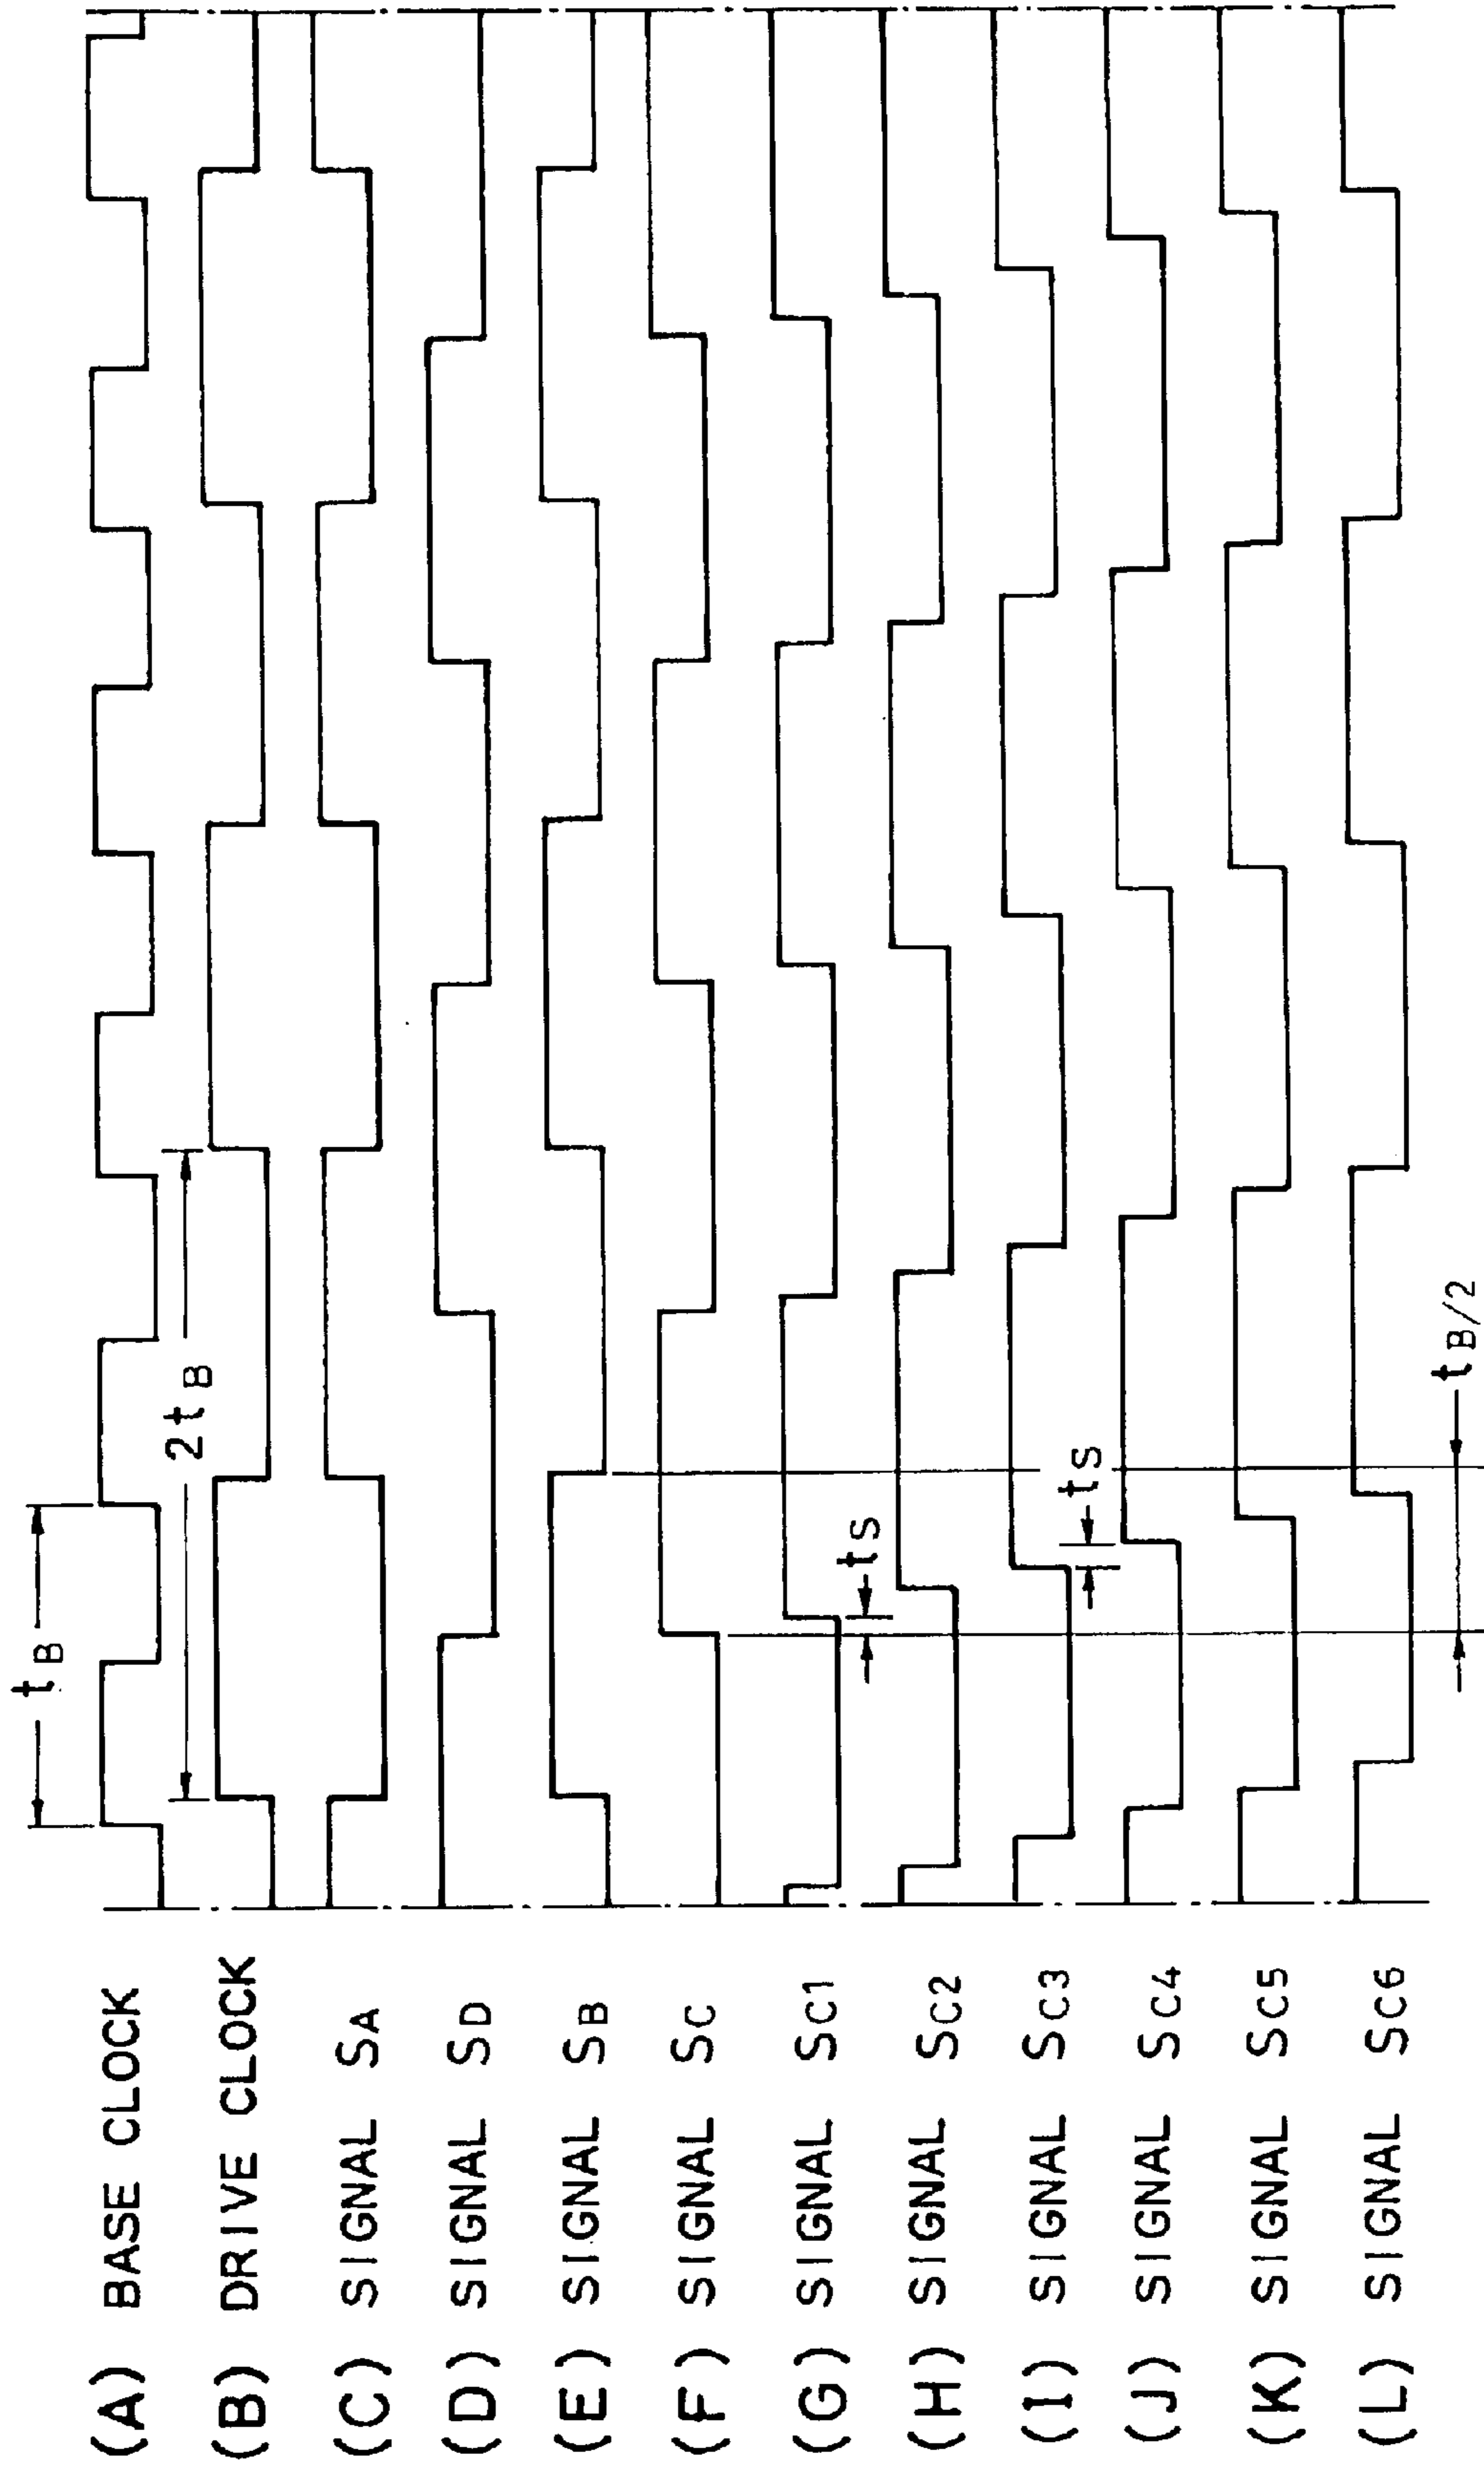 tB
(A) BASE CLOCK
2tB
(B) DRIVE CLOCK
(C) SIGNAL SA
(D) SIGNAL SD
(E) SIGNAL SB
(F) SIGNAL SC
(G) SIGNAL SC1
tS
(H) SIGNAL SC2
(I) SIGNAL SC3
tS
(J) SIGNAL SC4
(K) SIGNAL SC5
(L) SIGNAL SC6
tB/2